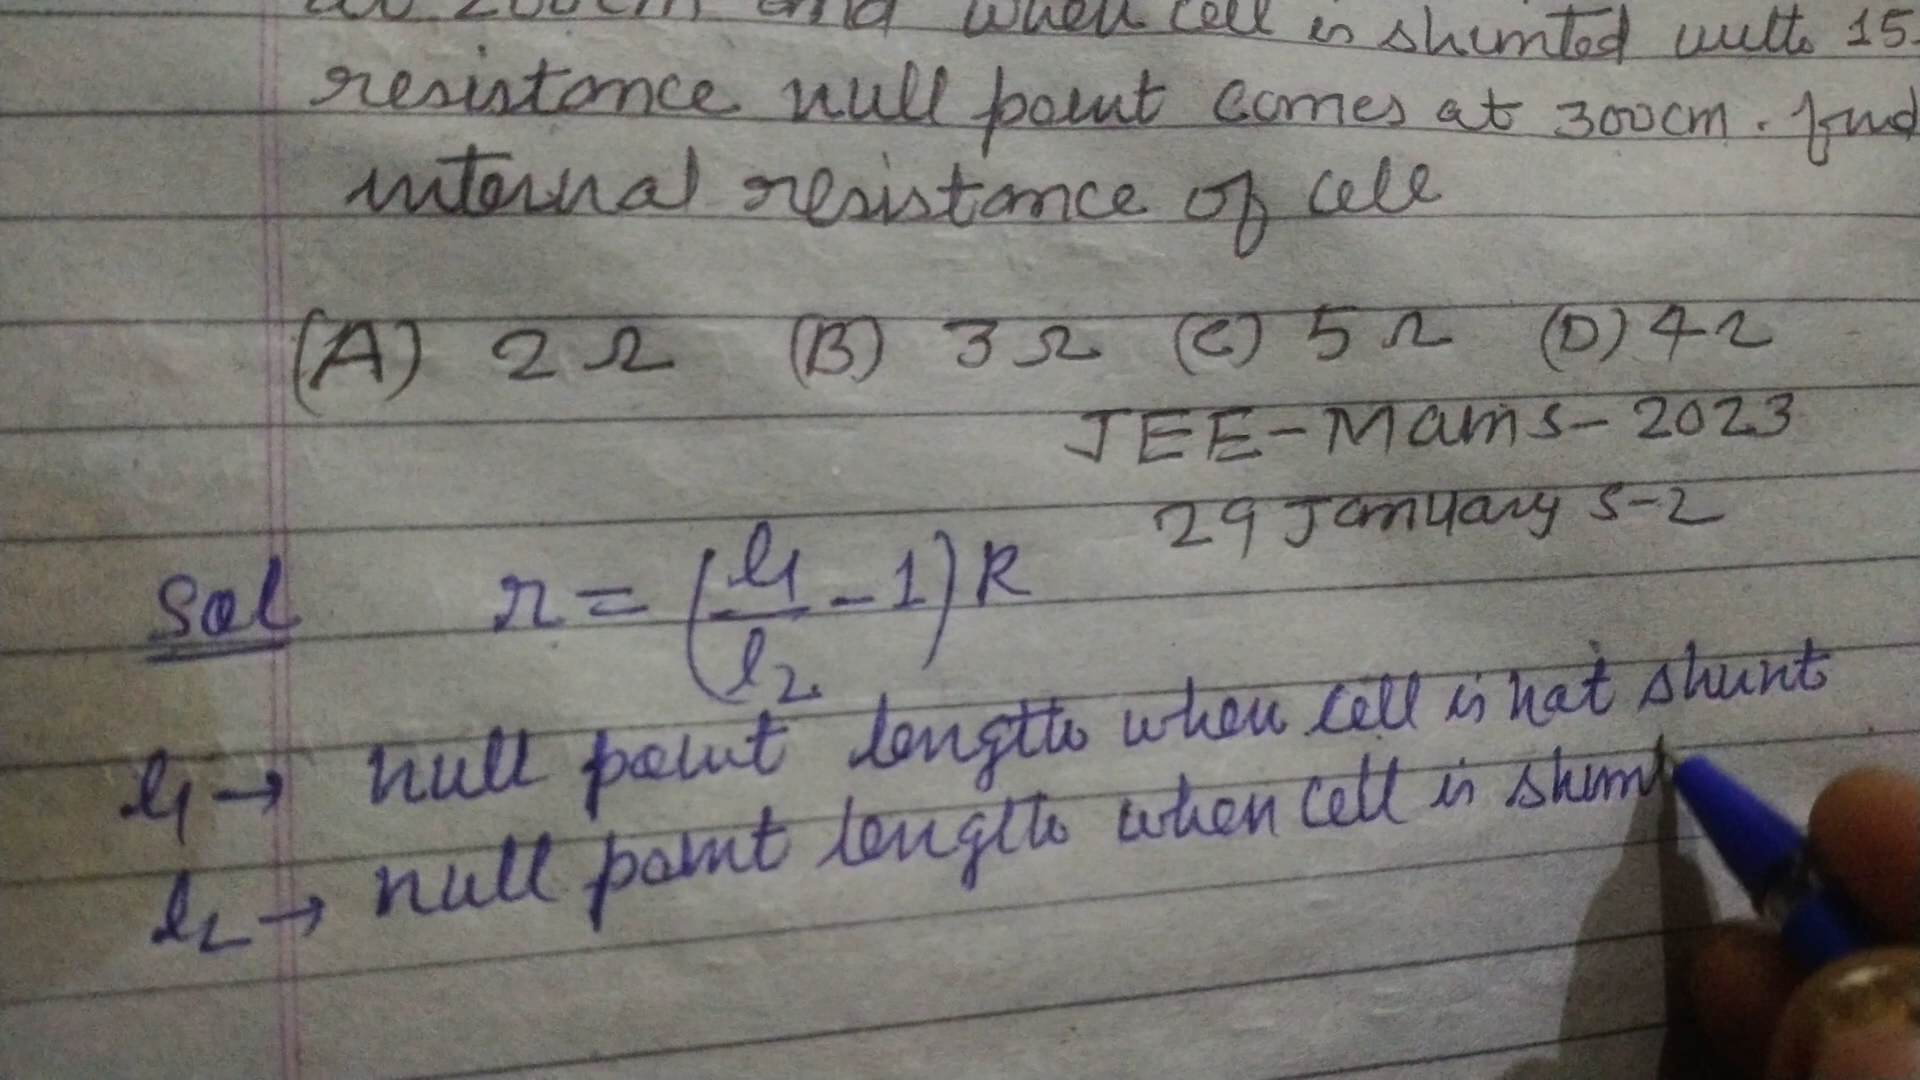 200cm and when cell is shunted with 15
resistance null point comes at 300cm. find
internal resistance of cell
(A) 2Ω (B) 3Ω (C) 5Ω (D) 4Ω
JEE-Mains-2023
29 January S-2
Sol r = (l1/l2 - 1) R
l1 → null point length when cell is not shunt
l2 → null point length when cell is shun